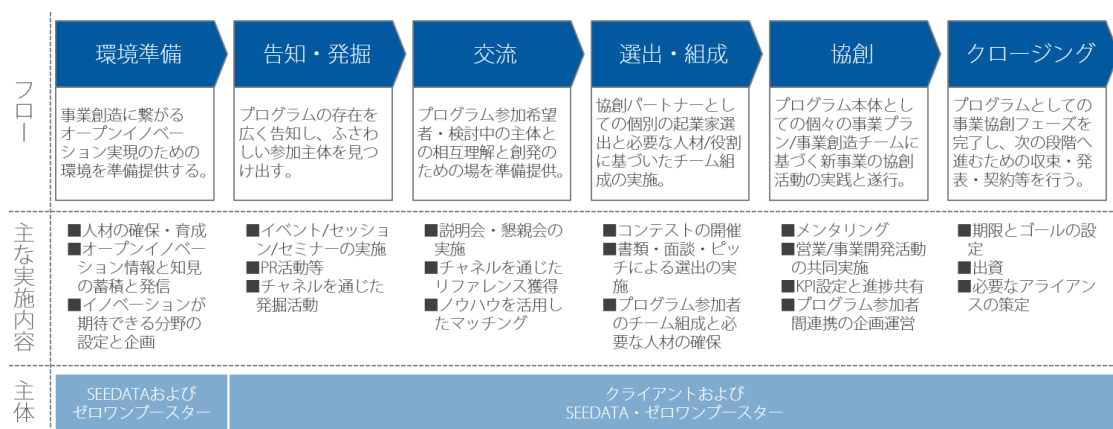 フロー
環境準備
告知・発掘
交流
選出・組成
協創
クロージング
事業創造に繋がる
オープンイノベー
ション実現のための
環境を準備提供する。
プログラムの存在を
広く告知し、ふさわ
しい参加主体を見つ
け出す。
プログラム参加希望
者・検討中の主体と
の相互理解と創発の
ための場を準備提供。
協創パートナーとし
ての個別の起業家選
出と必要な人材/役割
に基づいたチーム組
成の実施。
プログラム本体とし
ての個々の事業プラ
ン/事業創造チームに
基づく新事業の協創
活動の実践と遂行。
プログラムとしての
事業協創フェーズを
完了し、次の段階へ
進むための収束・発
表・契約等を行う。
主な実施内容
■人材の確保・育成
■オープンイノベー
ション情報と知見
の蓄積と発信
■イノベーションが
期待できる分野の
設定と企画
■イベント/セッショ
ン/セミナーの実施
■PR活動等
■チャネルを通じた
発掘活動
■説明会・懇親会の
実施
■チャネルを通じた
リファレンス獲得
■ノウハウを活用し
たマッチング
■コンテストの開催
■書類・面談・ピッ
チによる選出の実
施
■プログラム参加者
のチーム組成と必
要な人材の確保
■メンタリング
■営業/事業開発活動
の共同実施
■KPI設定と進捗共有
■プログラム参加者
間連携の企画運営
■期限とゴールの設
定
■出資
■必要なアライアン
スの策定
主体
SEEDATAおよび
ゼロワンブースター
クライアントおよび
SEEDATA・ゼロワンブースター